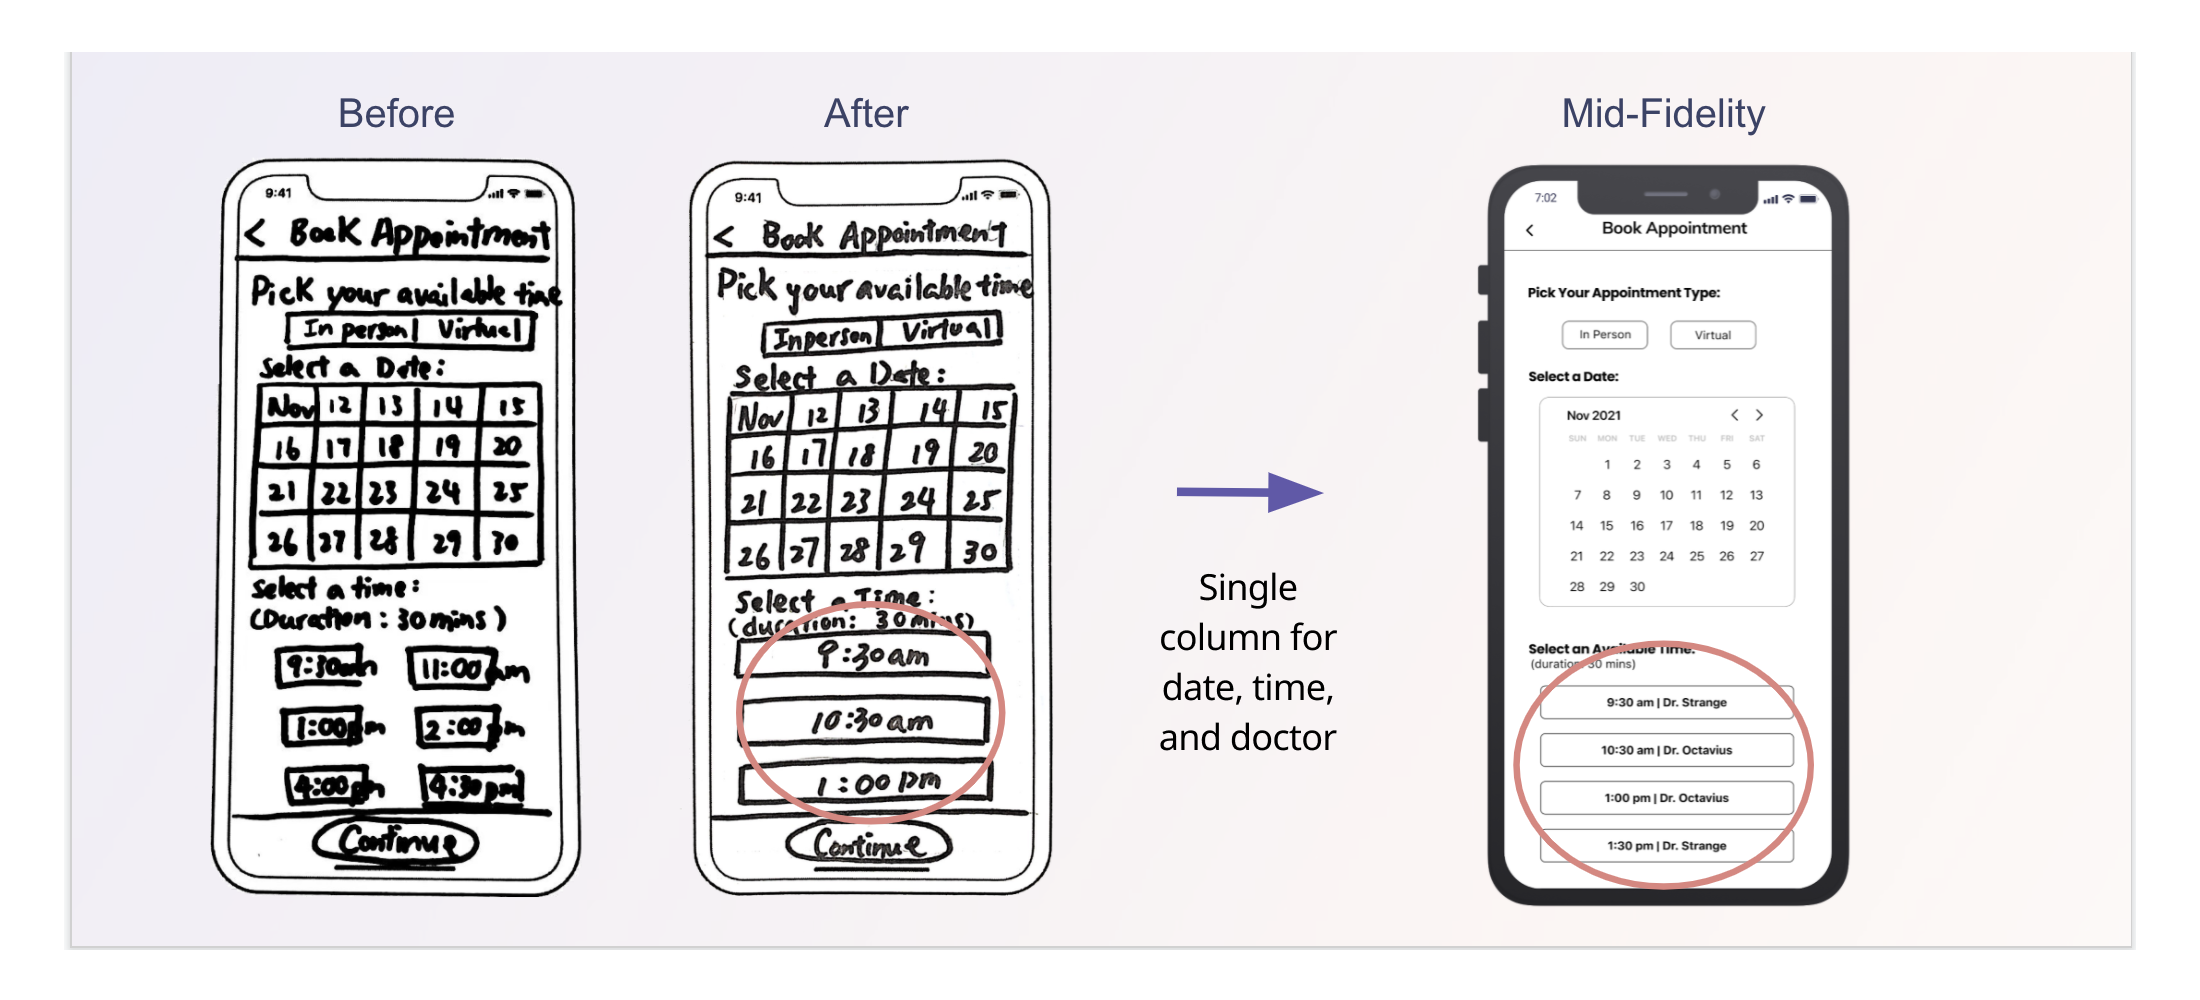 Before
9:41
< Book Appointment
Pick your available time
In person Virtual
Select a Date:
Nov 12 13 14 15
16 17 18 19 20
21 22 23 24 25
26 27 28 29 30
Select a time:
(Duration: 30 mins)
9:30am 11:00am
1:00pm 2:00pm
4:00pm 4:30pm
Continue
After
9:41
< Book Appointment
Pick your available time
Inperson Virtual
Select a Date:
Nov 12 13 14 15
16 17 18 19 20
21 22 23 24 25
26 27 28 29 30
Select a Time:
(duration: 30 mins)
9:30am
10:30am
1:00pm
Continue
Single
column for
date, time,
and doctor
Mid-Fidelity
7:02
< Book Appointment
Pick Your Appointment Type:
In Person Virtual
Select a Date:
Nov 2021 < >
SUN MON TUE WED THU FRI SAT
1 2 3 4 5 6
7 8 9 10 11 12 13
14 15 16 17 18 19 20
21 22 23 24 25 26 27
28 29 30
Select an Available Time:
(duration: 30 mins)
9:30 am | Dr. Strange
10:30 am | Dr. Octavius
1:00 pm | Dr. Octavius
1:30 pm | Dr. Strange